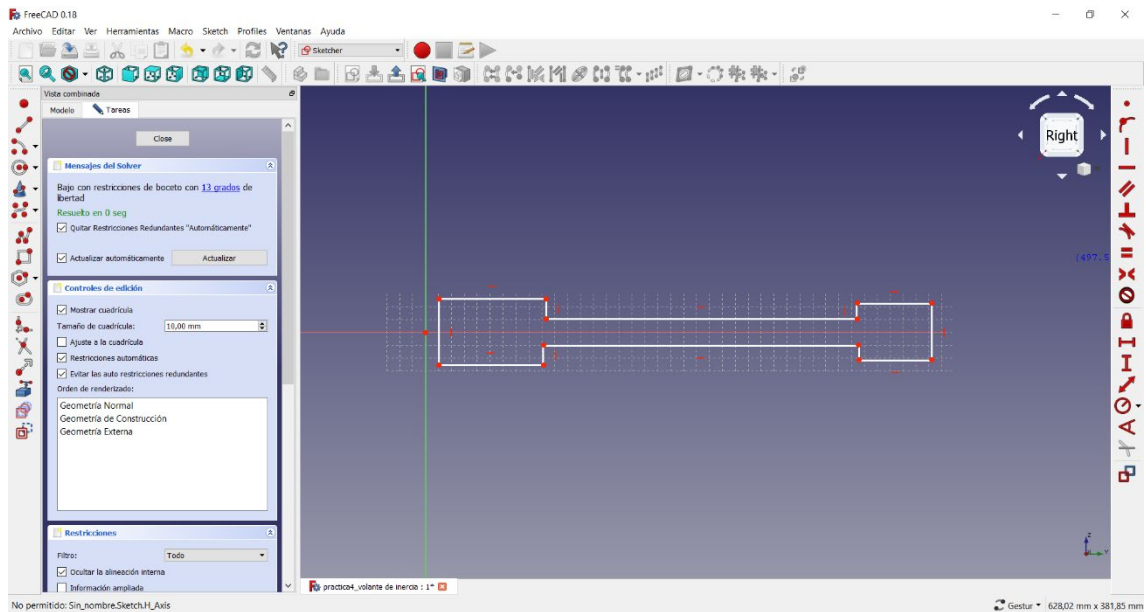 FreeCAD 0.18
Archivo Editar Ver Herramientas Macro Sketch Profiles Ventanas Ayuda
Sketcher
Vista combinada
Modelo Tareas
Close
Mensajes del Solver
Bajo con restricciones de boceto con 13 grados de
libertad
Resuelto en 0 seg
Quitar Restricciones Redundantes "Automáticamente"
Actualizar automáticamente Actualizar
Controles de edición
Mostrar cuadrícula
Tamaño de cuadrícula: 10,00 mm
Ajuste a la cuadrícula
Restricciones automáticas
Evitar las auto restricciones redundantes
Orden de renderizado:
Geometría Normal
Geometría de Construcción
Geometría Externa
Restricciones
Filtro: Todo
Ocultar la alineación interna
Información ampliada
Right
(497.5
z
Y
practica4_volante de inercia : 1*
No permitido: Sin_nombre.Sketch.H_Axis
Gestur 628,02 mm x 381,85 mm